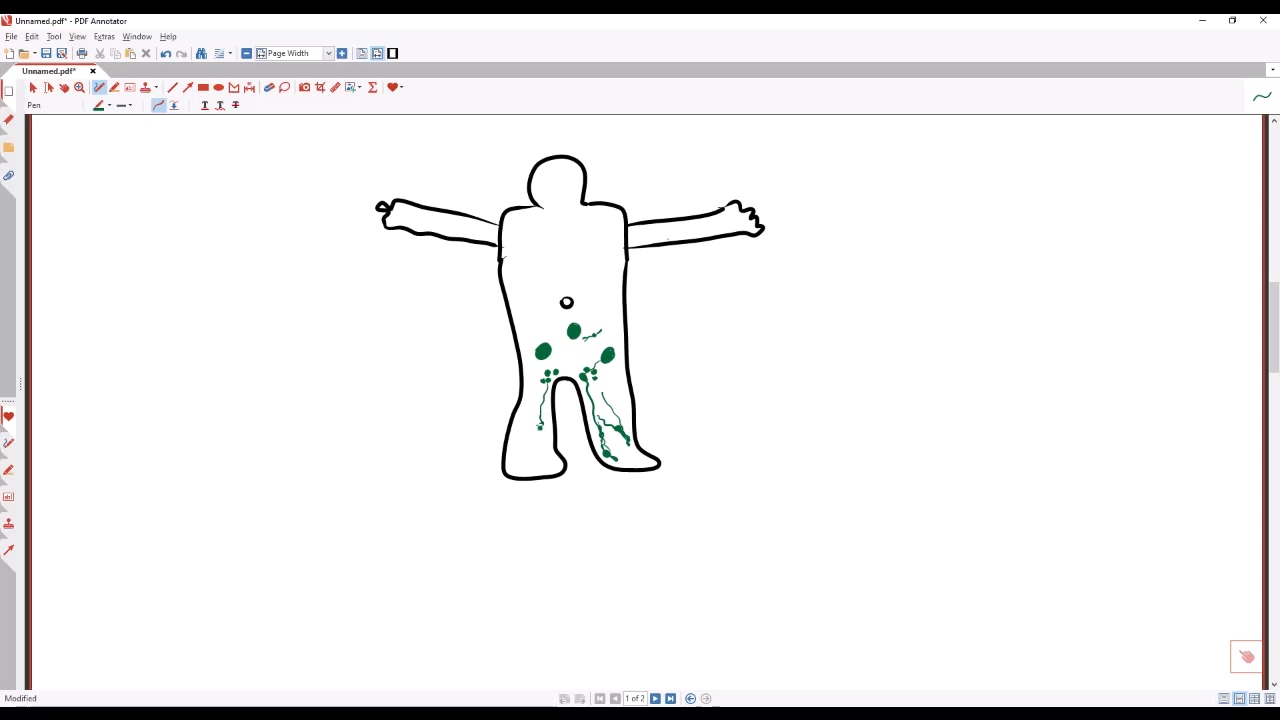 Unnamed.pdf* - PDF Annotator
File Edit Tool View Extras Window Help
Page Width
Unnamed.pdf*
Pen
Modified
1 of 2